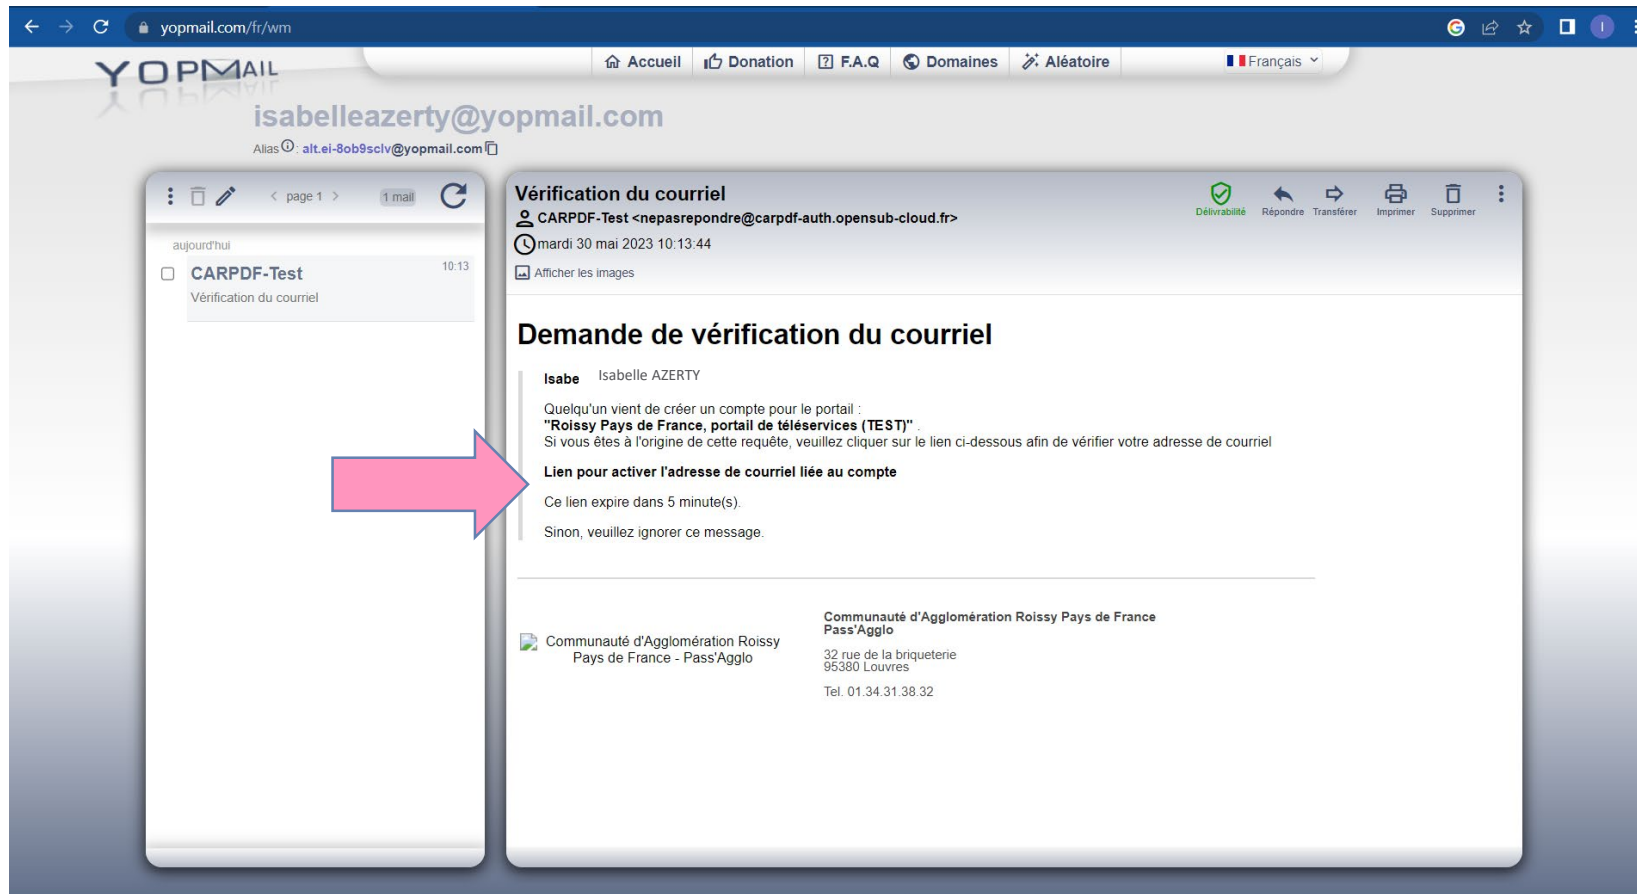 yopmail.com/fr/wm
YOPMAIL
Accueil
Donation
F.A.Q
Domaines
Aléatoire
Français
isabelleazerty@yopmail.com
Alias : alt.ei-8ob9sclv@yopmail.com
< page 1 >
1 mail
aujourd'hui
CARPDF-Test 10:13
Vérification du courriel
Vérification du courriel
CARPDF-Test <nepasrepondre@carpdf-auth.opensub-cloud.fr>
mardi 30 mai 2023 10:13:44
Afficher les images
Délivrabilité
Répondre
Transférer
Imprimer
Supprimer
Demande de vérification du courriel
Isabe Isabelle AZERTY
Quelqu'un vient de créer un compte pour le portail :
"Roissy Pays de France, portail de téléservices (TEST)" .
Si vous êtes à l'origine de cette requête, veuillez cliquer sur le lien ci-dessous afin de vérifier votre adresse de courriel
Lien pour activer l'adresse de courriel liée au compte
Ce lien expire dans 5 minute(s).
Sinon, veuillez ignorer ce message.
Communauté d'Agglomération Roissy
Pays de France - Pass'Agglo
Communauté d'Agglomération Roissy Pays de France
Pass'Agglo
32 rue de la briqueterie
95380 Louvres
Tel. 01.34.31.38.32